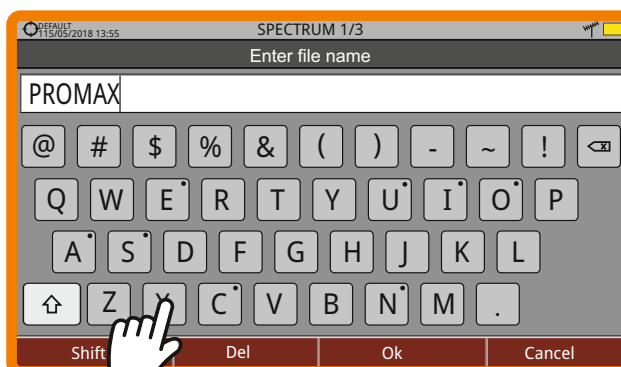 DEFAULT SPECTRUM 1/3
115/05/2018 13:55
Enter file name
PROMAX
@ # $ % & ( ) - ~ !
Q W E R T Y U I O P
A S D F G H J K L
Z X C V B N M .
Shift Del Ok Cancel